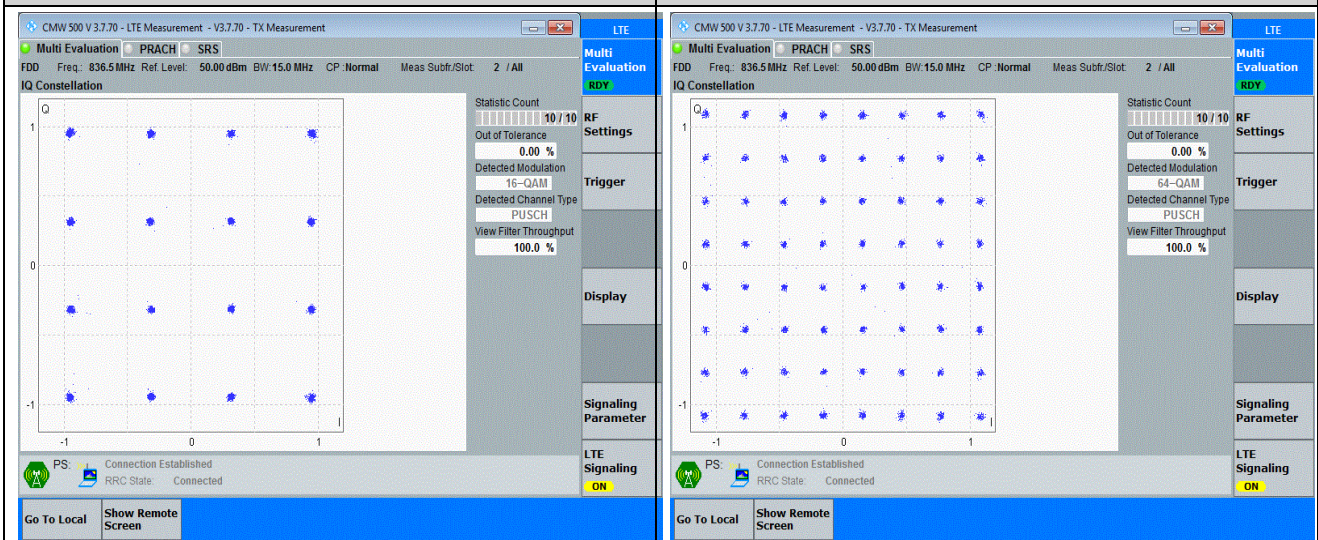 CMW 500 V 3.7.70 - LTE Measurement - V3.7.70 - TX Measurement
LTE
Multi Evaluation PRACH SRS
Multi
Evaluation
RDY
FDD Freq.: 836.5 MHz Ref. Level: 50.00 dBm BW: 15.0 MHz CP : Normal Meas Subfr./Slot: 2 / All
IQ Constellation
Q
1
0
-1
-1 0 1
I
Statistic Count
10 / 10
Out of Tolerance
0.00 %
Detected Modulation
16-QAM
Detected Channel Type
PUSCH
View Filter Throughput
100.0 %
RF
Settings
Trigger
Display
Signaling
Parameter
LTE
Signaling
ON
PS: Connection Established
RRC State: Connected
Go To Local
Show Remote
Screen
CMW 500 V 3.7.70 - LTE Measurement - V3.7.70 - TX Measurement
LTE
Multi Evaluation PRACH SRS
Multi
Evaluation
RDY
FDD Freq.: 836.5 MHz Ref. Level: 50.00 dBm BW: 15.0 MHz CP : Normal Meas Subfr./Slot: 2 / All
IQ Constellation
Q
1
0
-1
-1 0 1
I
Statistic Count
10 / 10
Out of Tolerance
0.00 %
Detected Modulation
64-QAM
Detected Channel Type
PUSCH
View Filter Throughput
100.0 %
RF
Settings
Trigger
Display
Signaling
Parameter
LTE
Signaling
ON
PS: Connection Established
RRC State: Connected
Go To Local
Show Remote
Screen